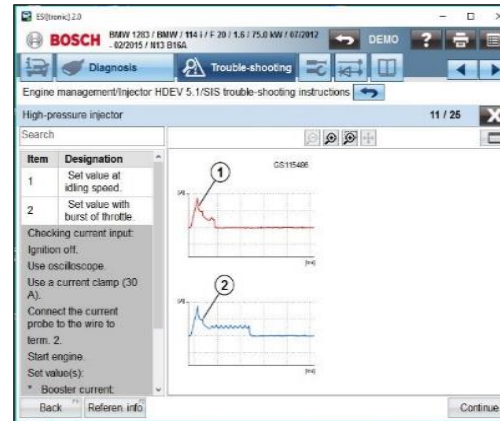 ESI[tronic] 2.0
BOSCH
BMW 1283 / BMW / 114 i / F 20 / 1.6 / 75.0 kW / 07/2012
- 02/2015 / N13 B16A
DEMO
?
Diagnosis
Trouble-shooting
Engine management/Injector HDEV 5.1/SIS trouble-shooting instructions
High-pressure injector
11 / 25
Search
Item Designation
1 Set value at
idling speed.
2 Set value with
burst of throttle.
Checking current input:
Ignition off.
Use oscilloscope.
Use a current clamp (30
A).
Connect the current
probe to the wire to
term. 2.
Start engine.
Set value(s):
* Booster current:
GS115486
1
[A]
[ms]
2
[A]
[ms]
Back
Referen. info
Continue